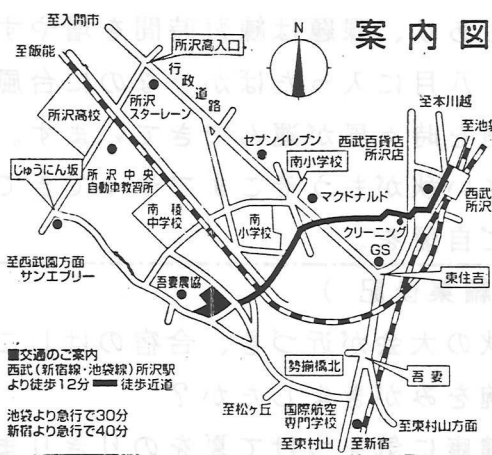 案内図
至入間市
至飯能
所沢高入口
行政道路
所沢
スターレーン
所沢高校
じゅうにん坂
所沢中央
自動車教習所
セブンイレブン
南小学校
マクドナルド
西武百貨店
所沢店
至本川越
至池袋
西武
所沢
南陵
中学校
南
小学校
クリーニング
GS
東住吉
至西武園方面
サンエブリー
吾妻農協
勢揃橋北
吾妻
■交通のご案内
西武(新宿線・池袋線)所沢駅
より徒歩12分 徒歩近道
池袋より急行で30分
新宿より急行で40分
至松ヶ丘
国際航空
専門学校
至東村山
至新宿
至東村山方面